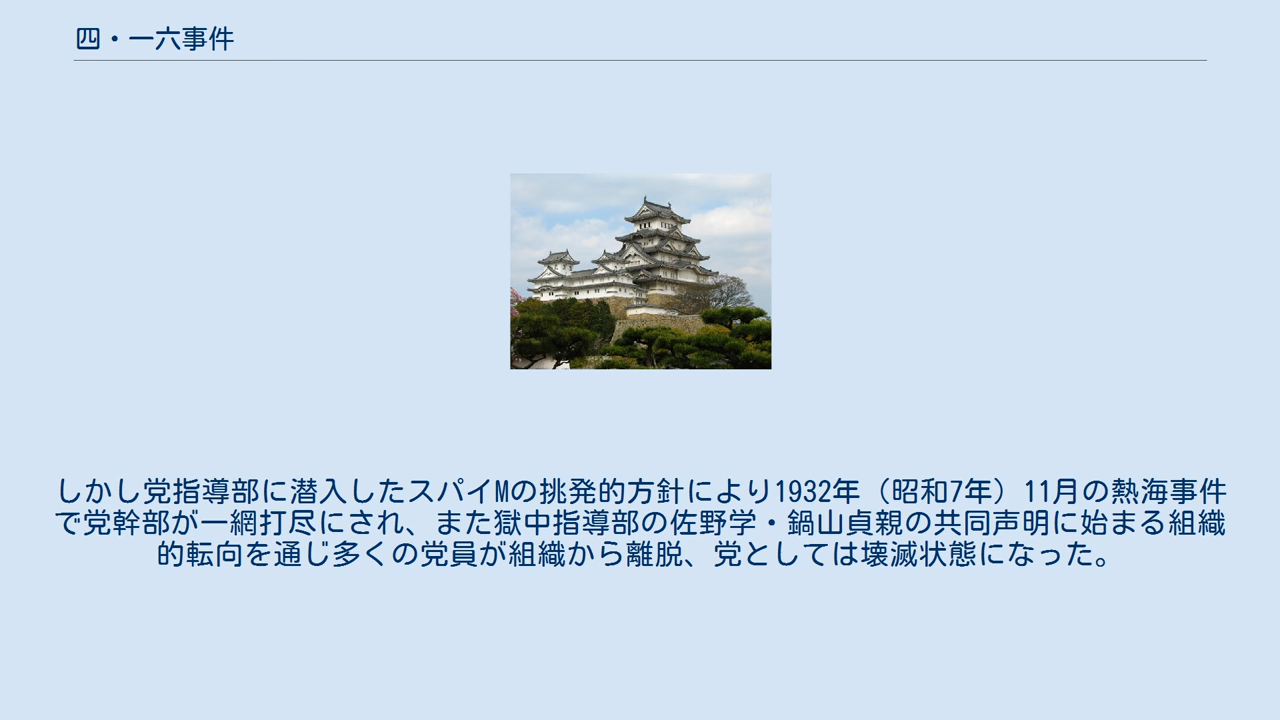 四・一六事件
しかし党指導部に潜入したスパイMの挑発的方針により1932年（昭和7年）11月の熱海事件
で党幹部が一網打尽にされ、また獄中指導部の佐野学・鍋山貞親の共同声明に始まる組織
的転向を通じ多くの党員が組織から離脱、党としては壊滅状態になった。